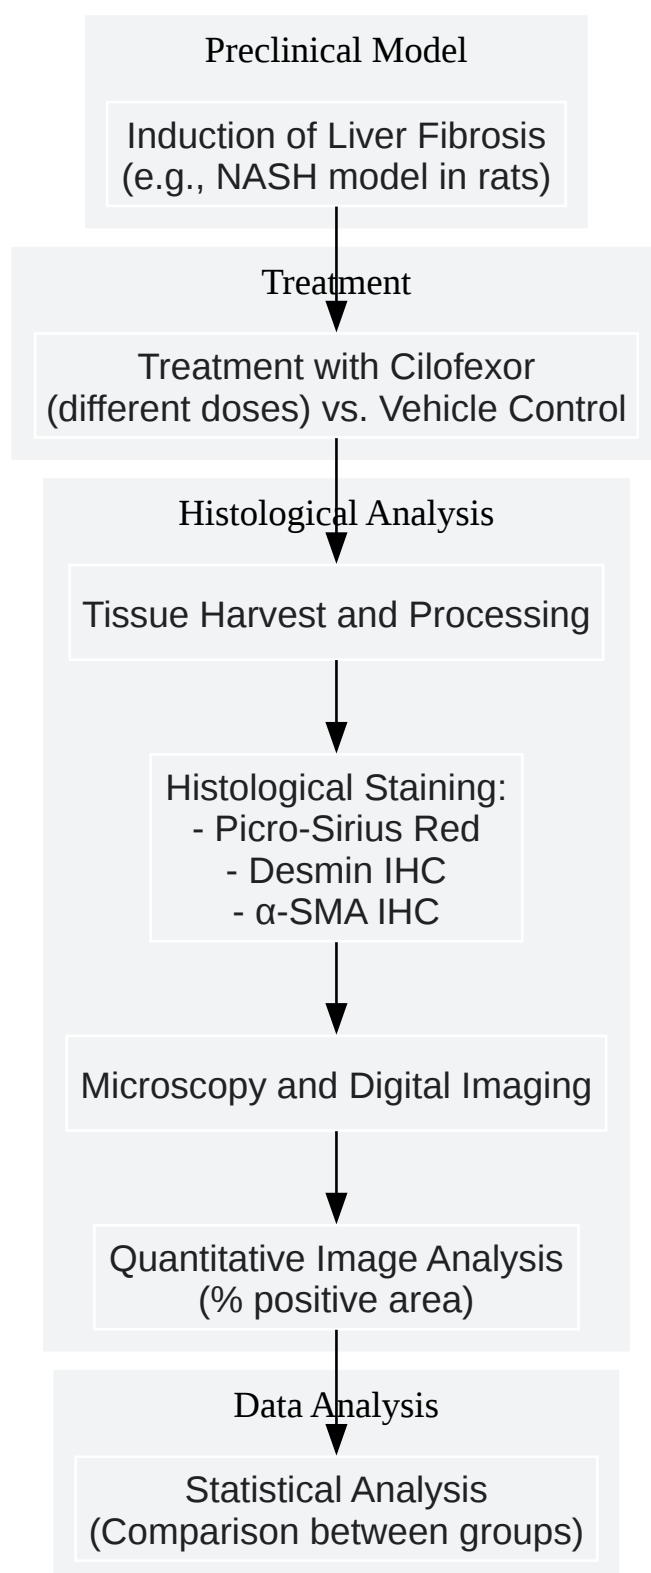 Preclinical Model
Induction of Liver Fibrosis
(e.g., NASH model in rats)
Treatment
Treatment with Cilofexor
(different doses) vs. Vehicle Control
Histological Analysis
Tissue Harvest and Processing
Histological Staining:
- Picro-Sirius Red
- Desmin IHC
- α-SMA IHC
Microscopy and Digital Imaging
Quantitative Image Analysis
(% positive area)
Data Analysis
Statistical Analysis
(Comparison between groups)